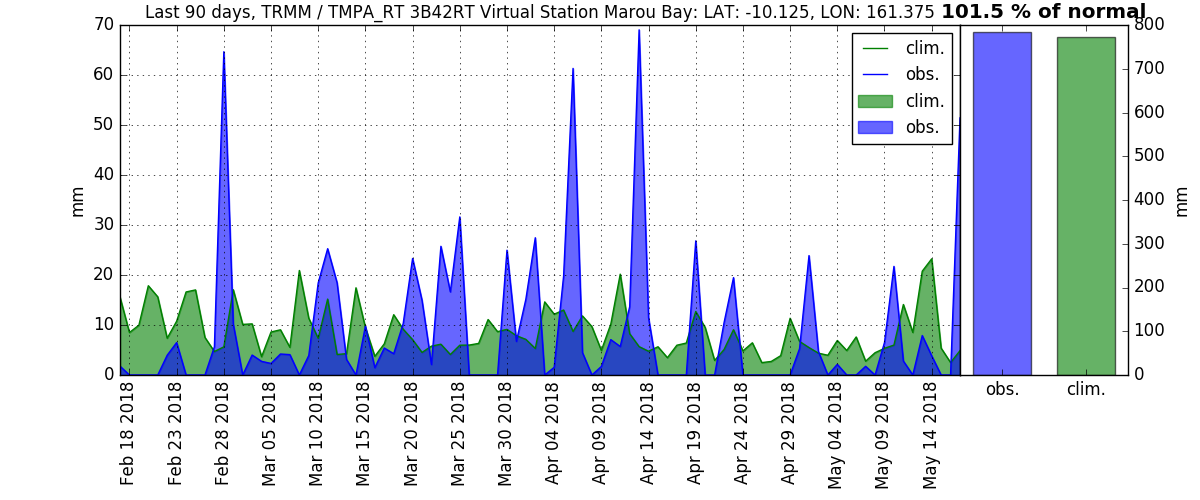 Last 90 days, TRMM / TMPA_RT 3B42RT Virtual Station Marou Bay: LAT: -10.125, LON: 161.375 101.5 % of normal
70
60
50
40
30
20
10
0
mm
clim.
obs.
clim.
obs.
Feb 18 2018
Feb 23 2018
Feb 28 2018
Mar 05 2018
Mar 10 2018
Mar 15 2018
Mar 20 2018
Mar 25 2018
Mar 30 2018
Apr 04 2018
Apr 09 2018
Apr 14 2018
Apr 19 2018
Apr 24 2018
Apr 29 2018
May 04 2018
May 09 2018
May 14 2018
800
700
600
500
400
300
200
100
0
mm
obs.
clim.